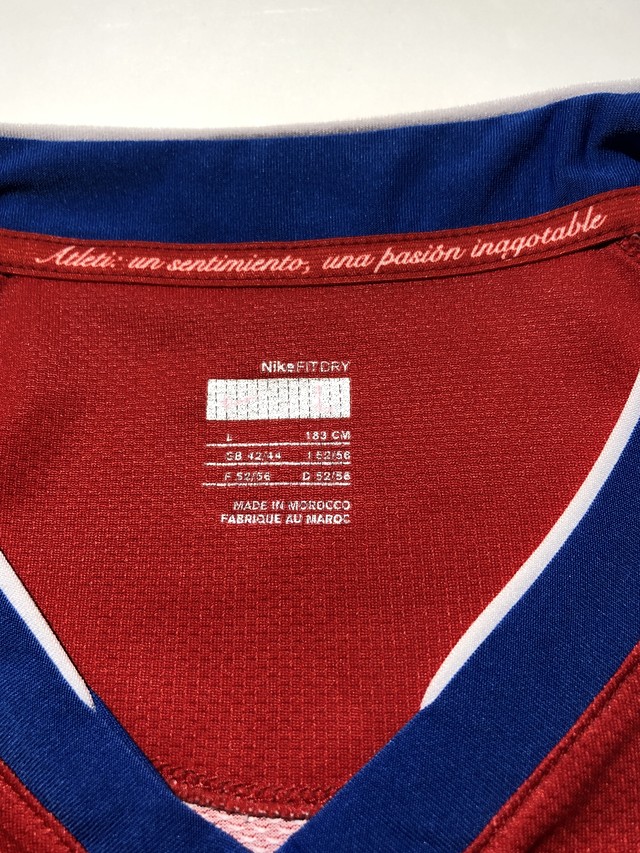 Atleti: un sentimiento, una pasión inagotable
NikeFITDRY
L 183 CM
GB 42/44 I 52/56
F 52/56 D 52/56
MADE IN MOROCCO
FABRIQUE AU MAROC